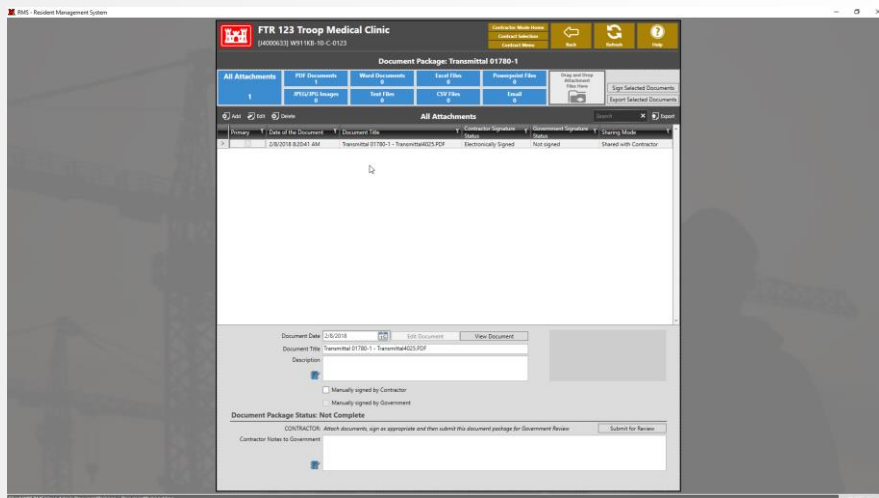 RMS - Resident Management System
FTR 123 Troop Medical Clinic
[J4000633] W911KB-10-C-0123
Contractor Mode Home
Contract Selection
Contract Menu
Back
Refresh
Help
Document Package: Transmittal 01780-1
All Attachments
1
PDF Documents
1
Word Documents
0
Excel Files
0
Powerpoint Files
0
JPEG/JPG Images
0
Text Files
0
CSV Files
0
Email
0
Drag and Drop
Attachment
Files Here
Sign Selected Documents
Export Selected Documents
Add Edit Delete
All Attachments
Search
Export
Primary
Date of the Document
Document Title
Contractor Signature
Status
Government Signature
Status
Sharing Mode
2/8/2018 8:20:41 AM
Transmittal 01780-1 - Transmittal4025.PDF
Electronically Signed
Not signed
Shared with Contractor
Document Date 2/8/2018
Edit Document
View Document
Document Title Transmittal 01780-1 - Transmittal4025.PDF
Description
Manually signed by Contractor
Manually signed by Government
Document Package Status: Not Complete
CONTRACTOR: Attach documents, sign as appropriate and then submit this document package for Government Review
Submit for Review
Contractor Notes to Government